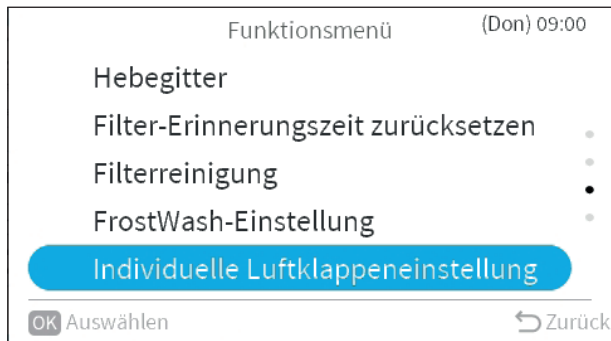 Funktionsmenü (Don) 09:00
Hebegitter
Filter-Erinnerungszeit zurücksetzen
Filterreinigung
FrostWash-Einstellung
Individuelle Luftklappeneinstellung
OK Auswählen Zurück